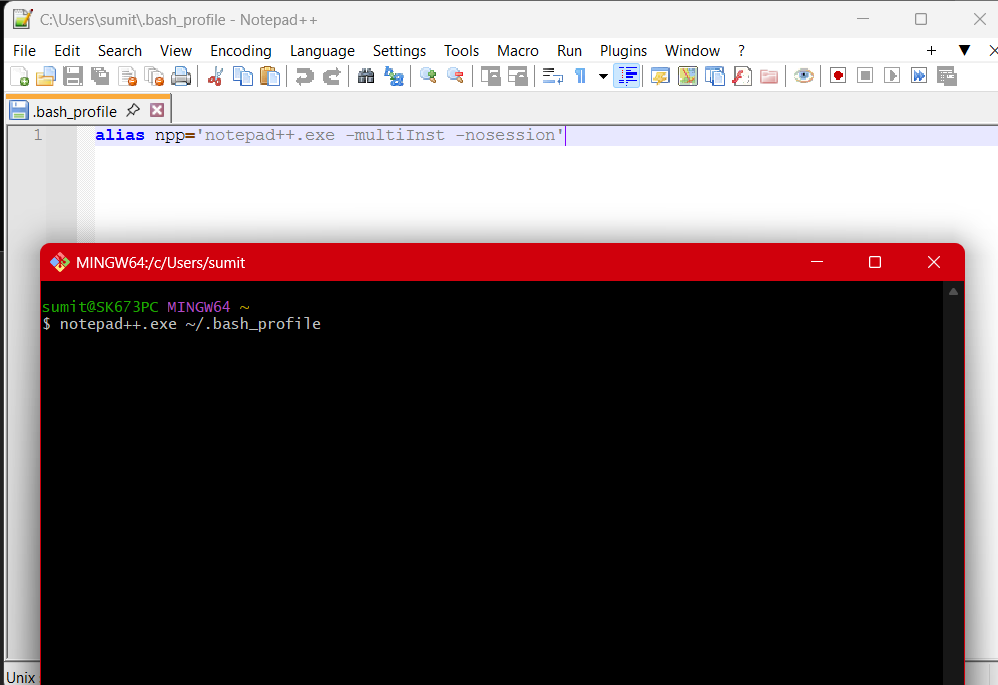 C:\Users\sumit\.bash_profile - Notepad++
File Edit Search View Encoding Language Settings Tools Macro Run Plugins Window ?
.bash_profile
1 alias npp='notepad++.exe -multiInst -nosession'
MINGW64:/c/Users/sumit
sumit@SK673PC MINGW64 ~
$ notepad++.exe ~/.bash_profile
Unix